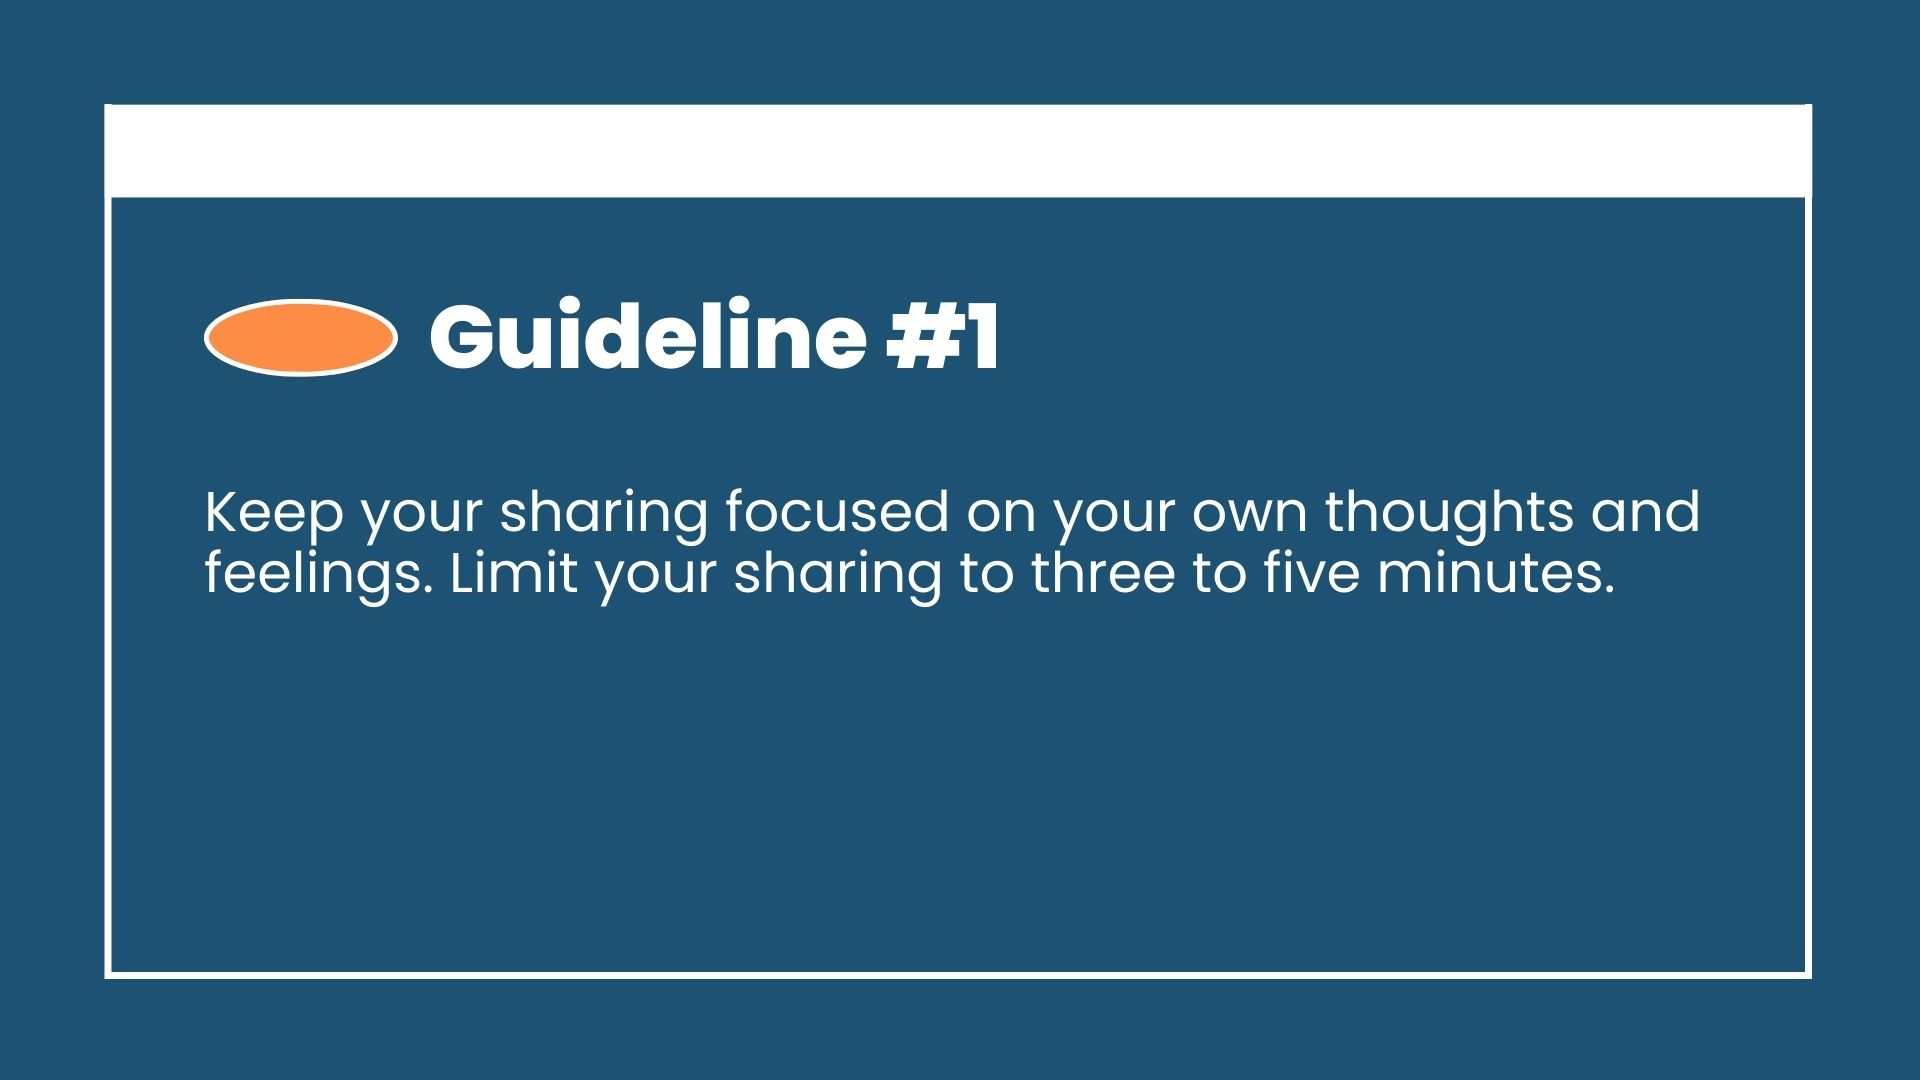 Guideline #1
Keep your sharing focused on your own thoughts and
feelings. Limit your sharing to three to five minutes.